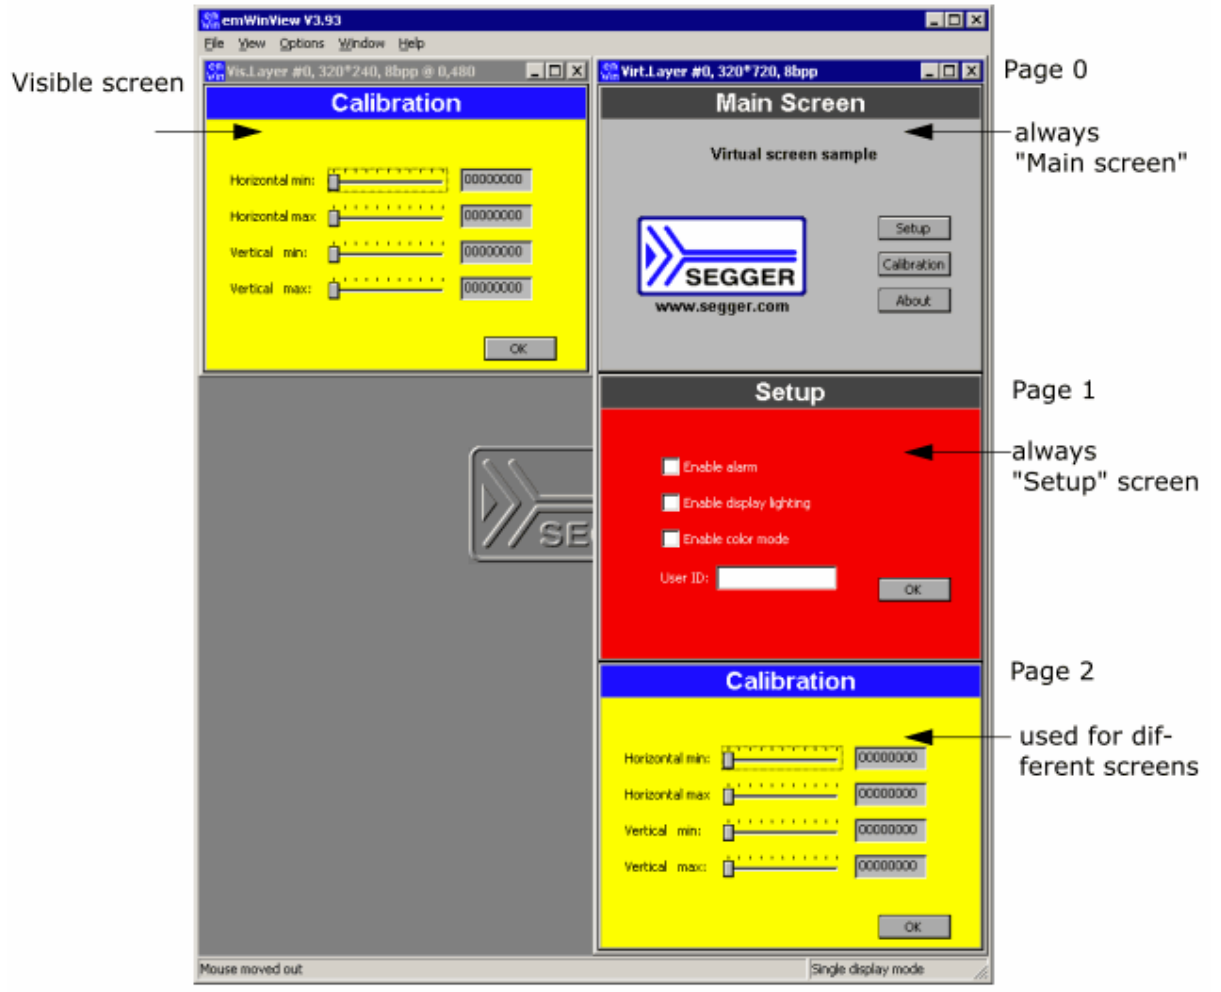 emWinView V3.93
File View Options Window Help
Visible screen
Vis.Layer #0, 320*240, 8bpp @ 0,480
Calibration
Horizontal min: 00000000
Horizontal max 00000000
Vertical min: 00000000
Vertical max: 00000000
OK
Virt.Layer #0, 320*720, 8bpp
Page 0
Main Screen
always
"Main screen"
Virtual screen sample
SEGGER
www.segger.com
Setup
Calibration
About
Page 1
Setup
always
"Setup" screen
Enable alarm
Enable display lighting
Enable color mode
User ID:
OK
SE
Page 2
Calibration
used for dif-
ferent screens
Horizontal min: 00000000
Horizontal max 00000000
Vertical min: 00000000
Vertical max: 00000000
OK
Mouse moved out
Single display mode